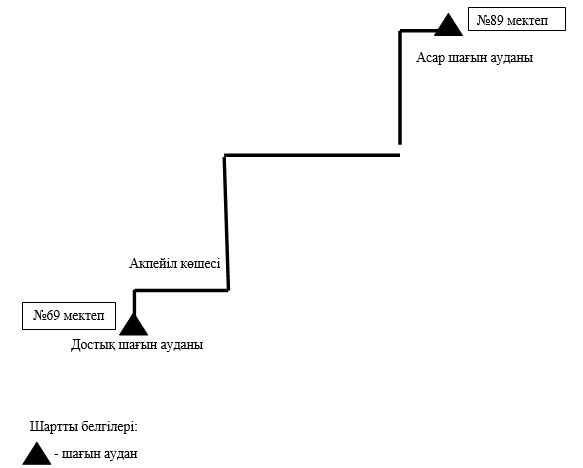 №89 мектеп
Асар шағын ауданы
Акпейіл көшесі
№69 мектеп
Достық шағын ауданы
Шартты белгілері:
- шағын аудан